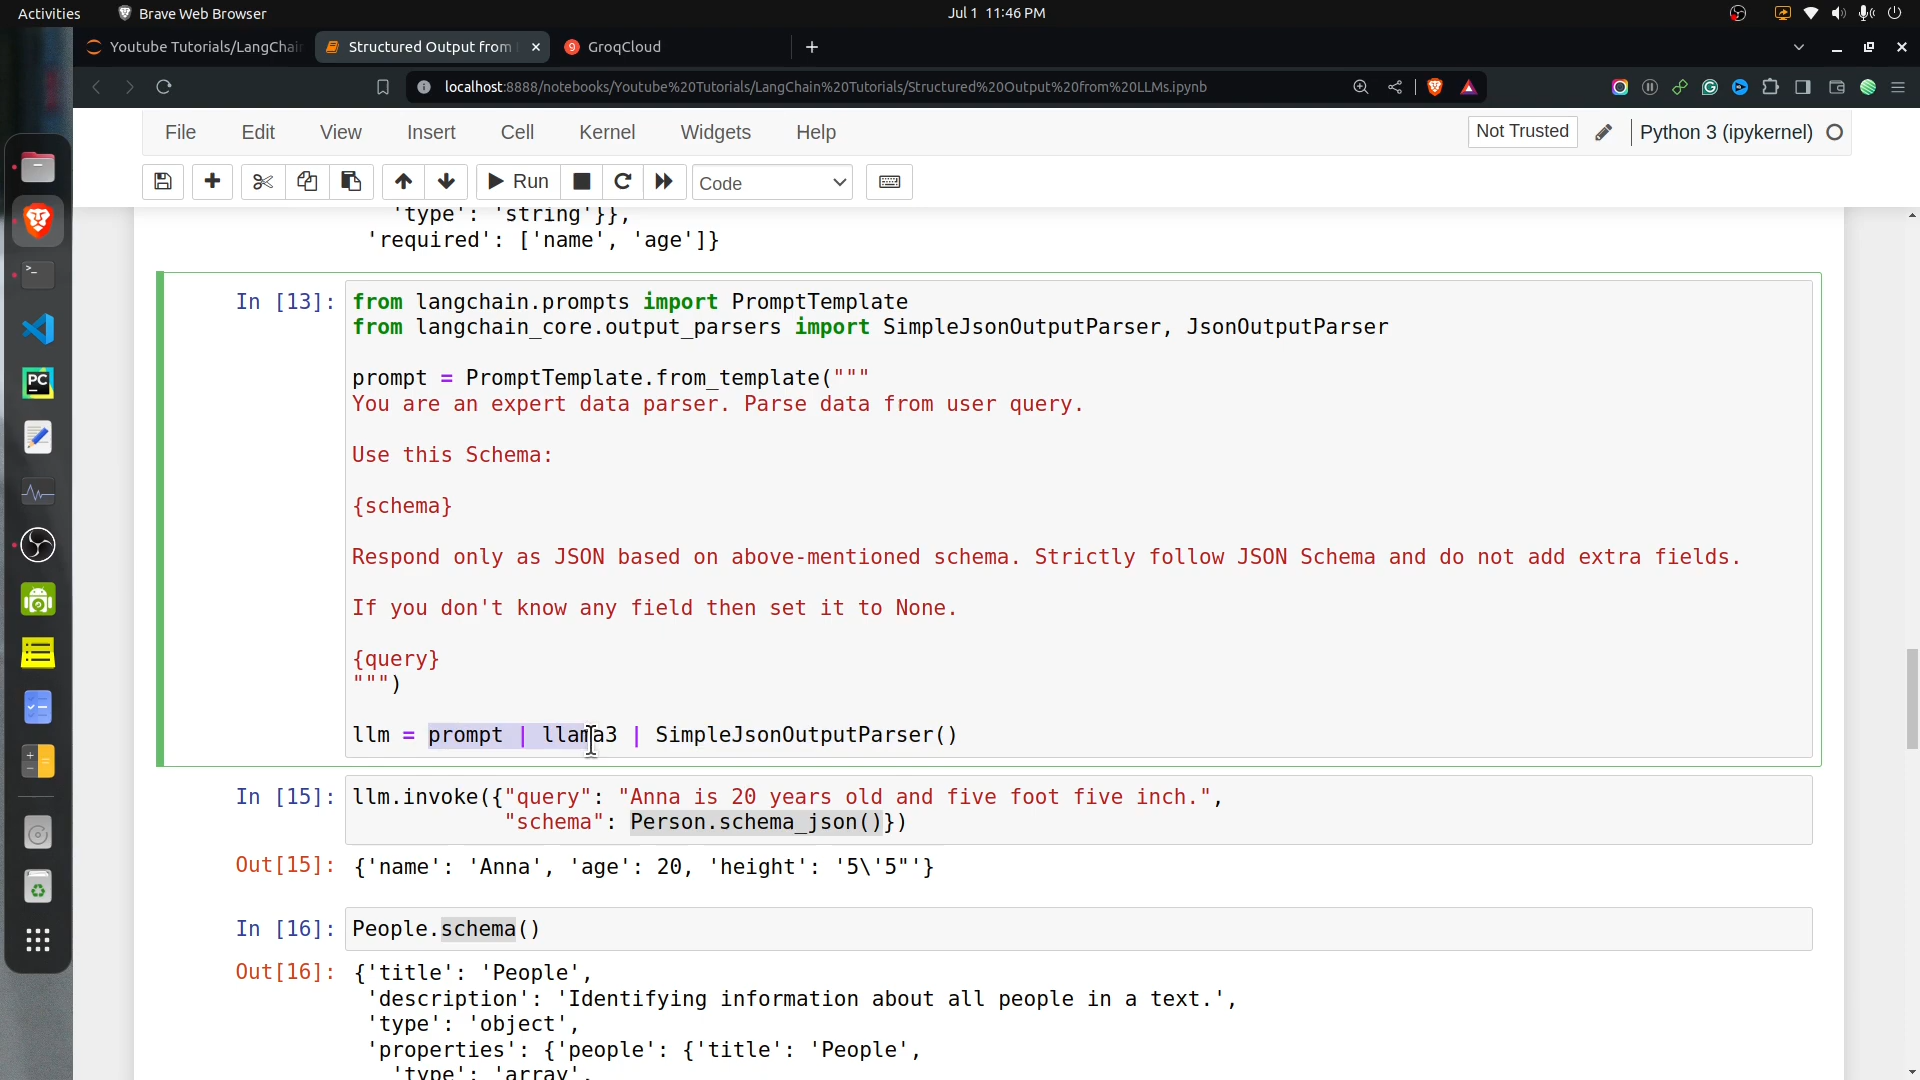 Activities
Brave Web Browser
Jul 1 11:46 PM
Youtube Tutorials/LangChai
Structured Output from
9 GroqCloud
localhost:8888/notebooks/Youtube%20Tutorials/LangChain%20Tutorials/Structured%20Output%20from%20LLMs.ipynb
File Edit View Insert Cell Kernel Widgets Help
Not Trusted
Python 3 (ipykernel)
Run
Code
PC
'type': 'string'}},
'required': ['name', 'age']}
In [13]:
from langchain.prompts import PromptTemplate
from langchain_core.output_parsers import SimpleJsonOutputParser, JsonOutputParser
prompt = PromptTemplate.from_template("""
You are an expert data parser. Parse data from user query.
Use this Schema:
{schema}
Respond only as JSON based on above-mentioned schema. Strictly follow JSON Schema and do not add extra fields.
If you don't know any field then set it to None.
{query}
""")
llm = prompt | llama3 | SimpleJsonOutputParser()
In [15]:
llm.invoke({"query": "Anna is 20 years old and five foot five inch.",
"schema": Person.schema_json()})
Out[15]:
{'name': 'Anna', 'age': 20, 'height': '5\'5"'}
In [16]:
People.schema()
Out[16]:
{'title': 'People',
'description': 'Identifying information about all people in a text.',
'type': 'object',
'properties': {'people': {'title': 'People',
'type': 'array',